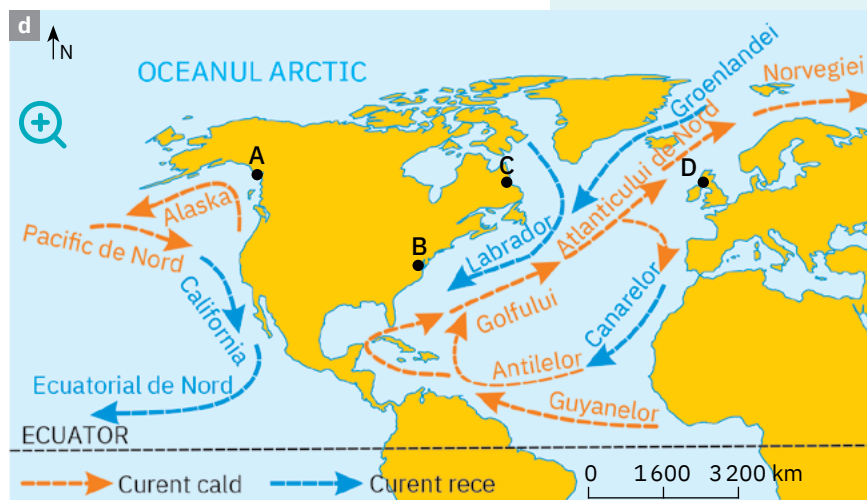 d
N
OCEANUL ARCTIC
Groenlandei
Norvegiei
A
C
D
Alaska
Pacific de Nord
Atlanticului de Nord
Labrador
B
California
Golfului
Canarelor
Antilelor
Ecuatorial de Nord
Guyanelor
ECUATOR
Curent cald
Curent rece
0 1600 3200 km